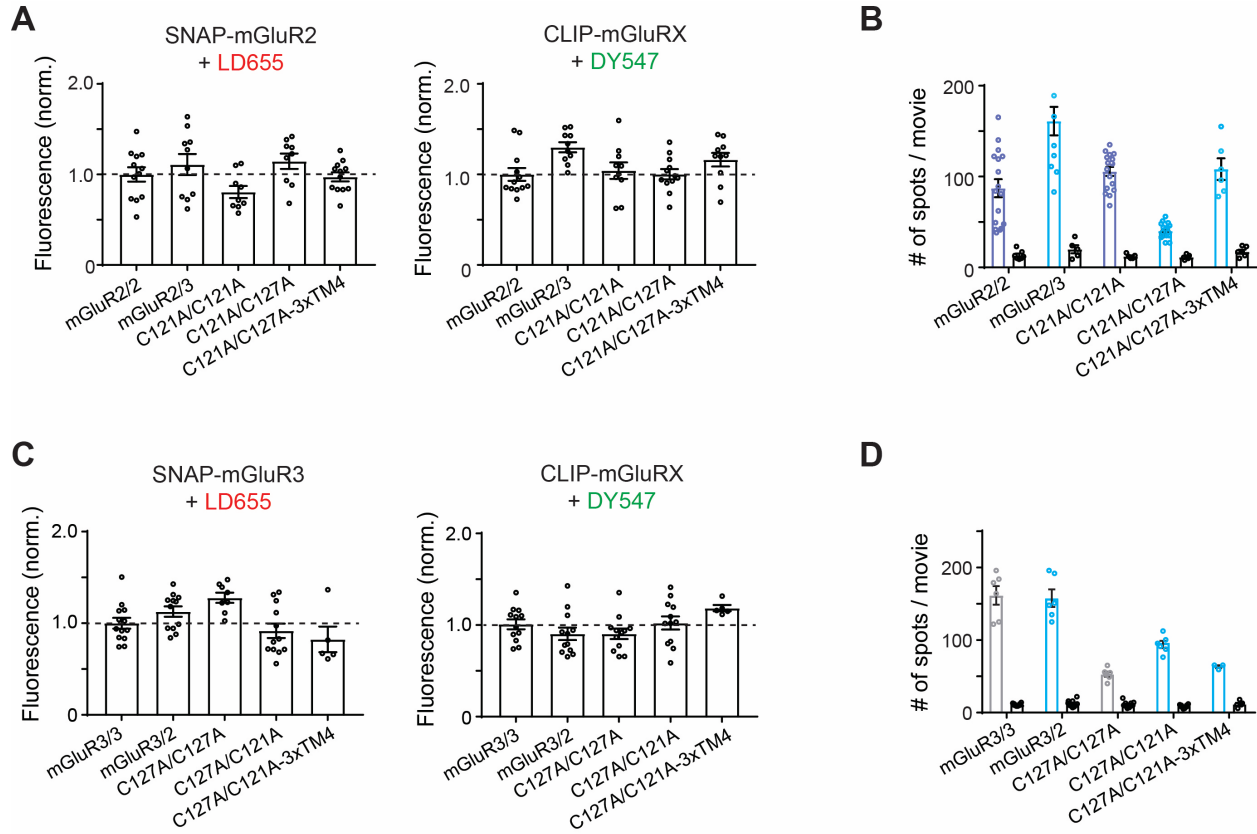 A
SNAP-mGluR2
+ LD655
Fluorescence (norm.)
2.0
1.0
0
mGluR2/2
mGluR2/3
C121A/C121A
C121A/C127A
C121A/C127A-3xTM4
CLIP-mGluRX
+ DY547
Fluorescence (norm.)
2.0
1.0
0
mGluR2/2
mGluR2/3
C121A/C121A
C121A/C127A
C121A/C127A-3xTM4
B
# of spots / movie
200
100
0
mGluR2/2
mGluR2/3
C121A/C121A
C121A/C127A
C121A/C127A-3xTM4
C
SNAP-mGluR3
+ LD655
Fluorescence (norm.)
2.0
1.0
0
mGluR3/3
mGluR3/2
C127A/C127A
C127A/C121A
C127A/C121A-3xTM4
CLIP-mGluRX
+ DY547
Fluorescence (norm.)
2.0
1.0
0
mGluR3/3
mGluR3/2
C127A/C127A
C127A/C121A
C127A/C121A-3xTM4
D
# of spots / movie
200
100
0
mGluR3/3
mGluR3/2
C127A/C127A
C127A/C121A
C127A/C121A-3xTM4